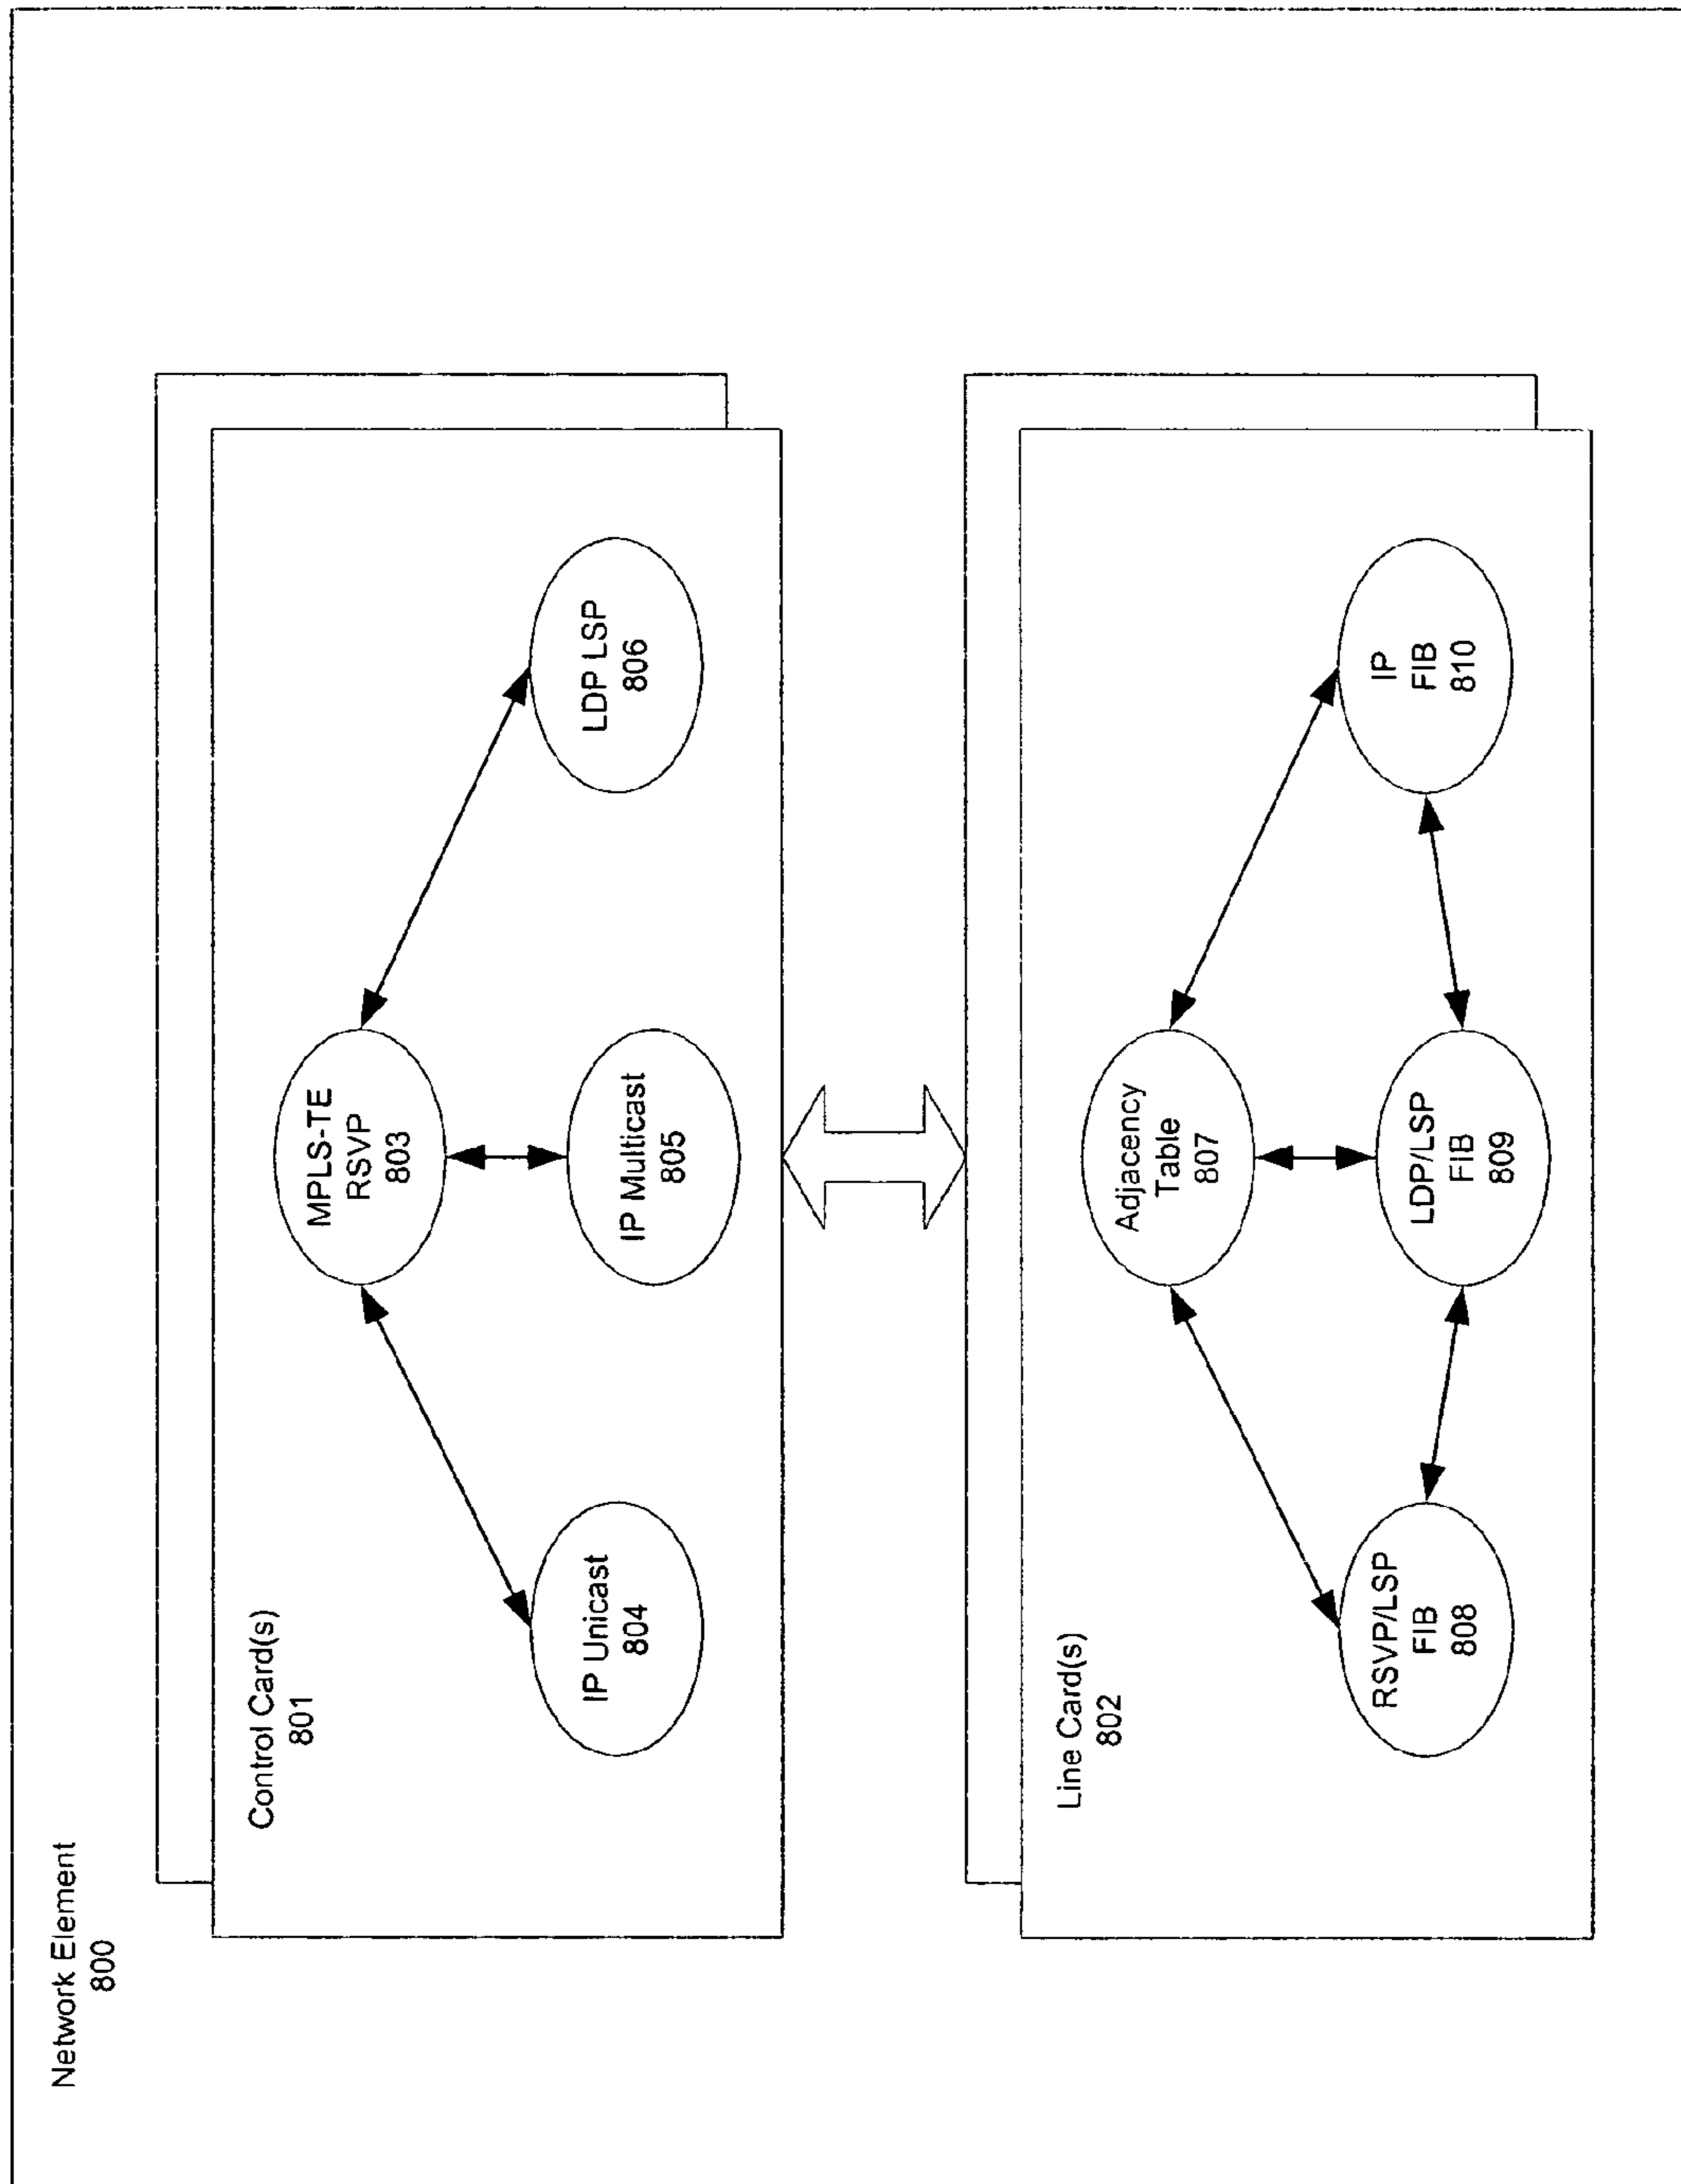 Network Element
800
Control Card(s)
801
MPLS-TE
RSVP
803
IP Unicast
804
IP Multicast
805
LDP LSP
806
Line Card(s)
802
Adjacency
Table
807
RSVP/LSP
FIB
808
LDP/LSP
FIB
809
IP
FIB
810